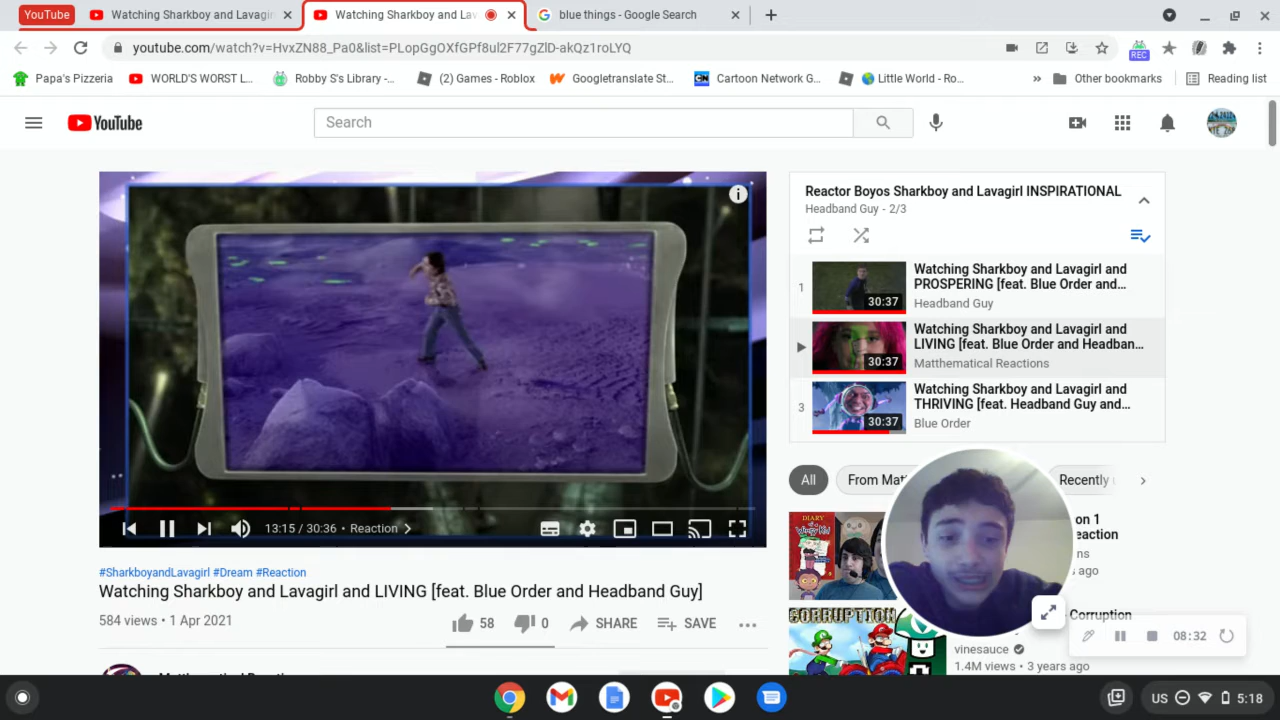 YouTube
Watching Sharkboy and Lavagir
Watching Sharkboy and Lav
blue things - Google Search
youtube.com/watch?v=HvxZN88_Pa0&list=PLopGgOXfGPf8ul2F77gZlD-akQz1roLYQ
REC
Papa's Pizzeria
WORLD'S WORST L...
Robby S's Library -...
(2) Games - Roblox
Googletranslate St...
CN
Cartoon Network G...
Little World - Ro...
»
Other bookmarks
Reading list
YouTube
Search
Reactor Boyos Sharkboy and Lavagirl INSPIRATIONAL
Headband Guy - 2/3
1
30:37
Watching Sharkboy and Lavagirl and
PROSPERING [feat. Blue Order and...
Headband Guy
30:37
Watching Sharkboy and Lavagirl and
LIVING [feat. Blue Order and Headban...
Matthematical Reactions
3
30:37
Watching Sharkboy and Lavagirl and
THRIVING [feat. Headband Guy and...
Blue Order
13:15 / 30:36 • Reaction
#SharkboyandLavagirl #Dream #Reaction
Watching Sharkboy and Lavagirl and LIVING [feat. Blue Order and Headband Guy]
584 views • 1 Apr 2021
58
0
SHARE
SAVE
All
From Mat
Recently
DIARY
on 1
eaction
ns
ago
CORRUPTION
Corruption
vinesauce
1.4M views • 3 years ago
08:32
US
5:18